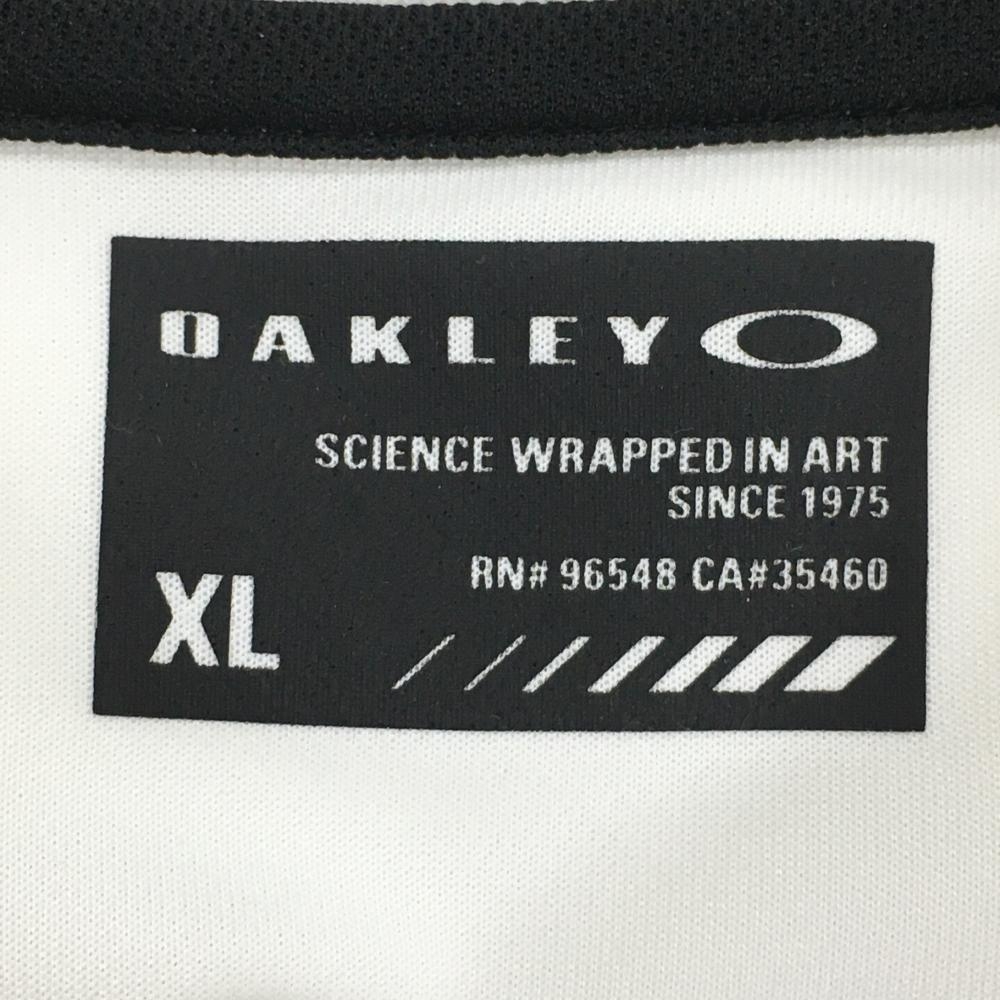 OAKLEY
SCIENCE WRAPPED IN ART
SINCE 1975
RN# 96548 CA#35460
XL